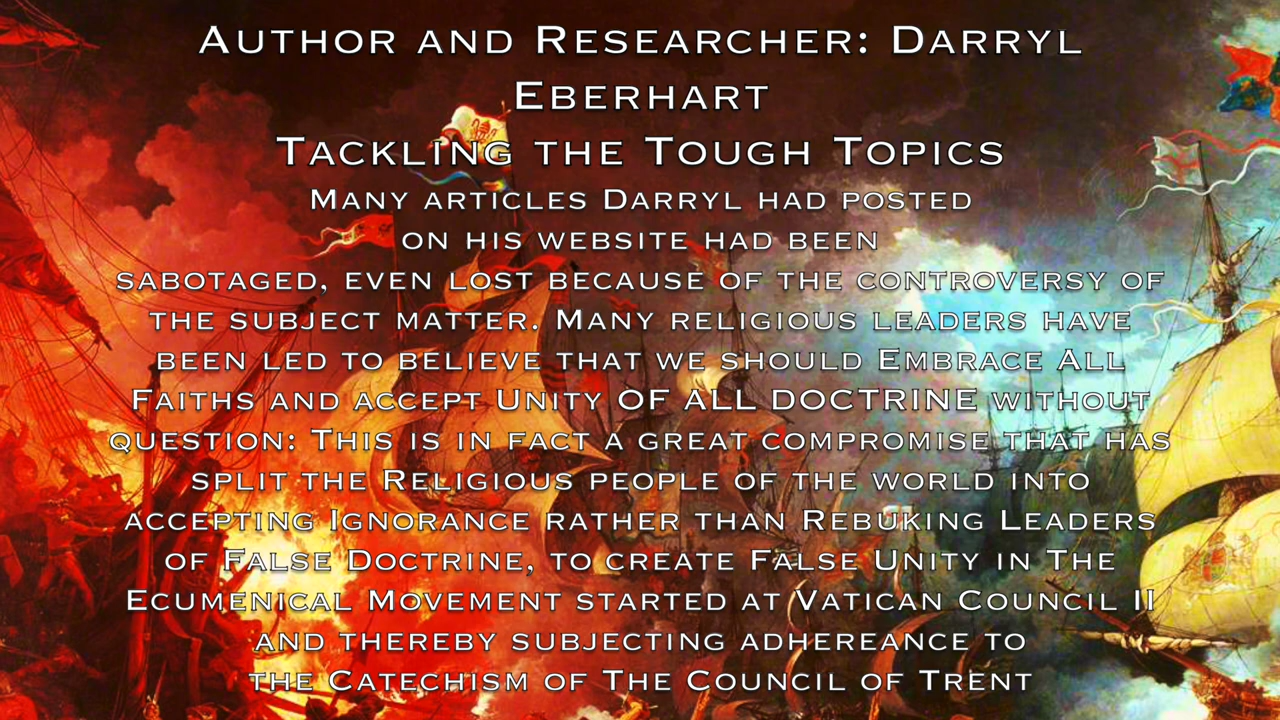 Author and Researcher: Darryl
Eberhart
Tackling the Tough Topics
Many articles Darryl had posted
on his website had been
sabotaged, even lost because of the controversy of
the subject matter. Many religious leaders have
been led to believe that we should Embrace All
Faiths and accept Unity OF ALL DOCTRINE without
question: This is in fact a great compromise that has
split the Religious people of the world into
accepting Ignorance rather than Rebuking Leaders
of False Doctrine, to create False Unity in The
Ecumenical Movement started at Vatican Council II
and thereby subjecting adhereance to
the Catechism of The Council of Trent